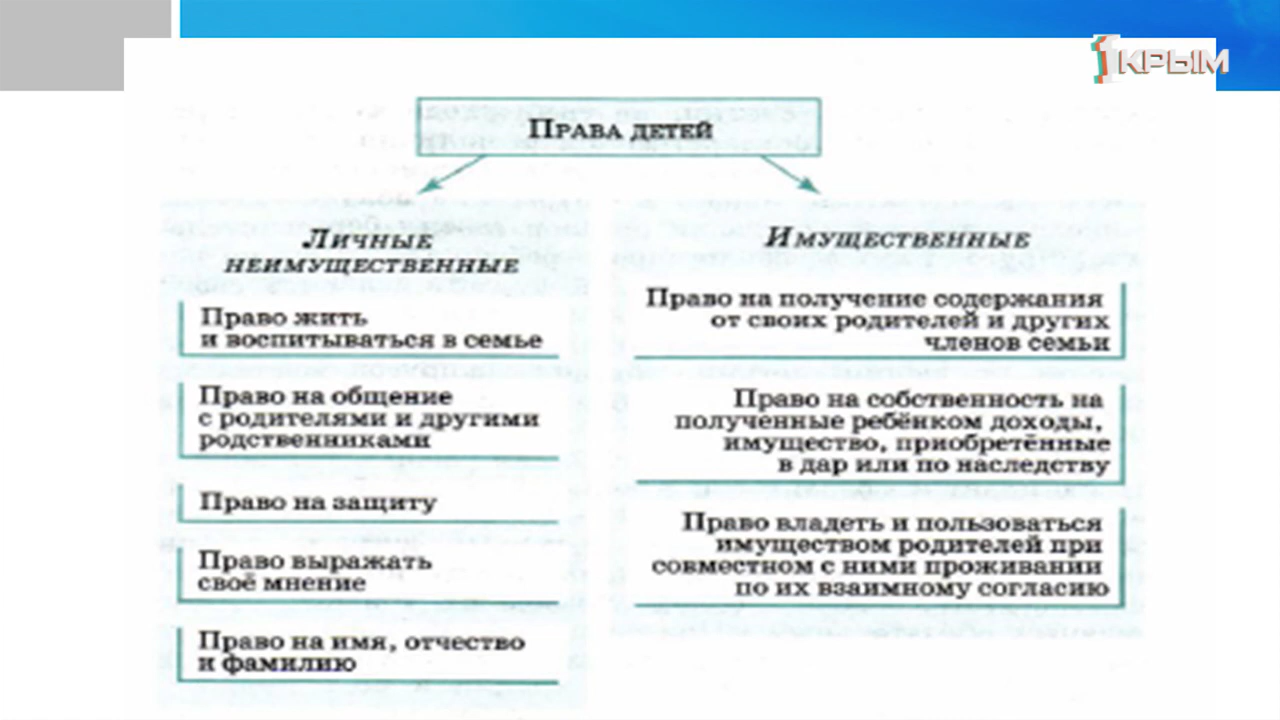 1КРЫМ
ПРАВА ДЕТЕЙ
ЛИЧНЫЕ
НЕИМУЩЕСТВЕННЫЕ
Право жить
и воспитываться в семье
Право на общение
с родителями и другими
родственниками
Право на защиту
Право выражать
своё мнение
Право на имя, отчество
и фамилию
ИМУЩЕСТВЕННЫЕ
Право на получение содержания
от своих родителей и других
членов семьи
Право на собственность на
полученные ребёнком доходы,
имущество, приобретённые
в дар или по наследству
Право владеть и пользоваться
имуществом родителей при
совместном с ними проживании
по их взаимному согласию